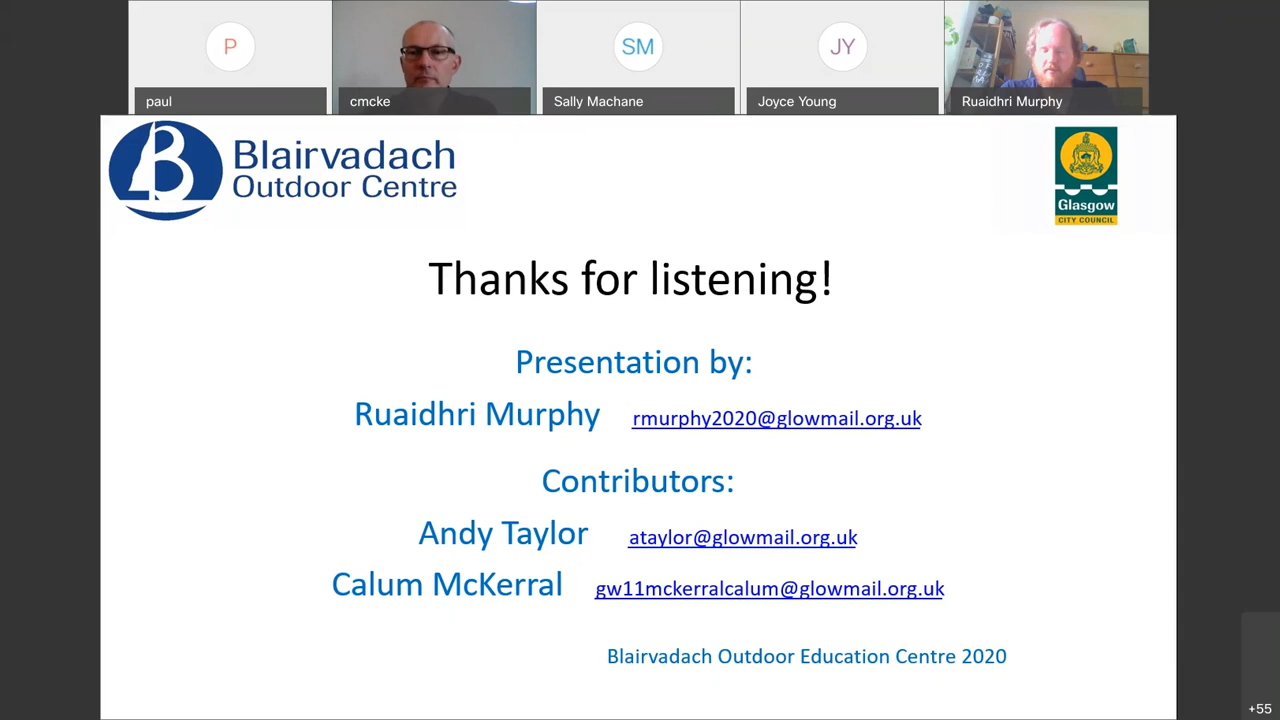 P
SM
JY
paul
cmcke
Sally Machane
Joyce Young
Ruaidhri Murphy
B
Blairvadach
Outdoor Centre
Glasgow
CITY COUNCIL
Thanks for listening!
Presentation by:
Ruaidhri Murphy rmurphy2020@glowmail.org.uk
Contributors:
Andy Taylor ataylor@glowmail.org.uk
Calum McKerral gw11mckerralcalum@glowmail.org.uk
Blairvadach Outdoor Education Centre 2020
+55